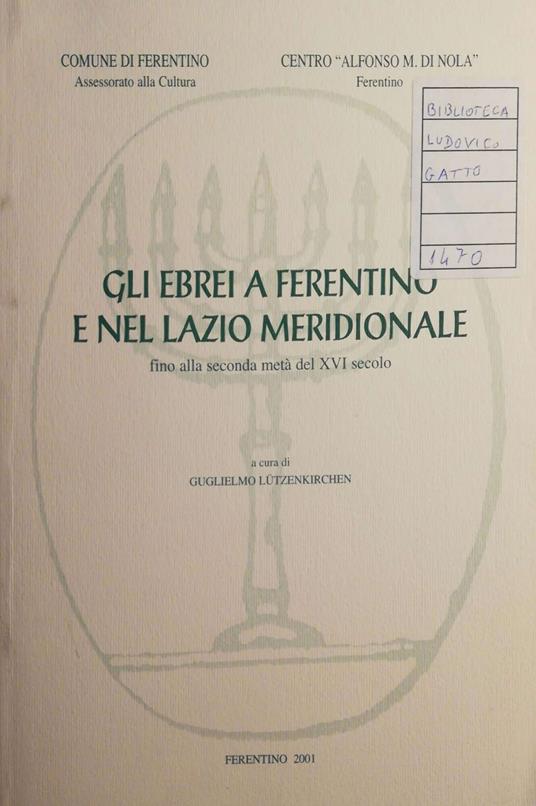 COMUNE DI FERENTINO
Assessorato alla Cultura
CENTRO "ALFONSO M. DI NOLA"
Ferentino
BIBLIOTECA
LUDOVICO
GATTO
1470
GLI EBREI A FERENTINO
E NEL LAZIO MERIDIONALE
fino alla seconda metà del XVI secolo
a cura di
GUGLIELMO LÜTZENKIRCHEN
FERENTINO 2001